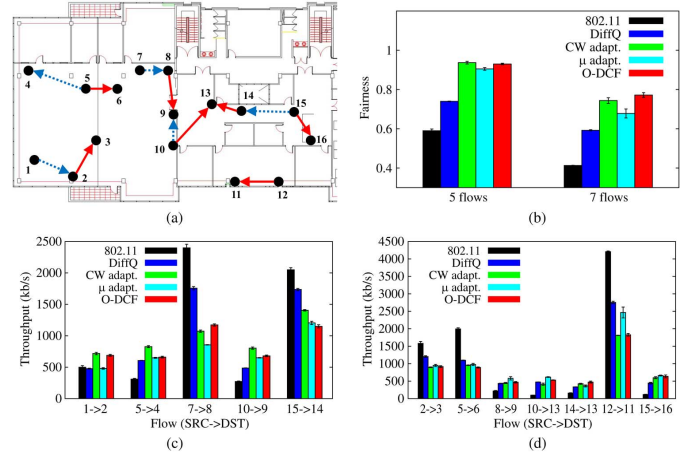 7
8
4
5
6
13
14
15
9
3
10
16
1
2
11
12
(a)
802.11
DiffQ
CW adapt.
μ adapt.
O-DCF
Fairness
1
0.8
0.6
0.4
5 flows
7 flows
(b)
802.11
DiffQ
CW adapt.
μ adapt.
O-DCF
Throughput (kb/s)
2500
2000
1500
1000
500
0
1->2
5->4
7->8
10->9
15->14
Flow (SRC->DST)
(c)
802.11
DiffQ
CW adapt.
μ adapt.
O-DCF
Throughput (kb/s)
4500
4000
3500
3000
2500
2000
1500
1000
500
0
2->3
5->6
8->9
10->13
14->13
12->11
15->16
Flow (SRC->DST)
(d)